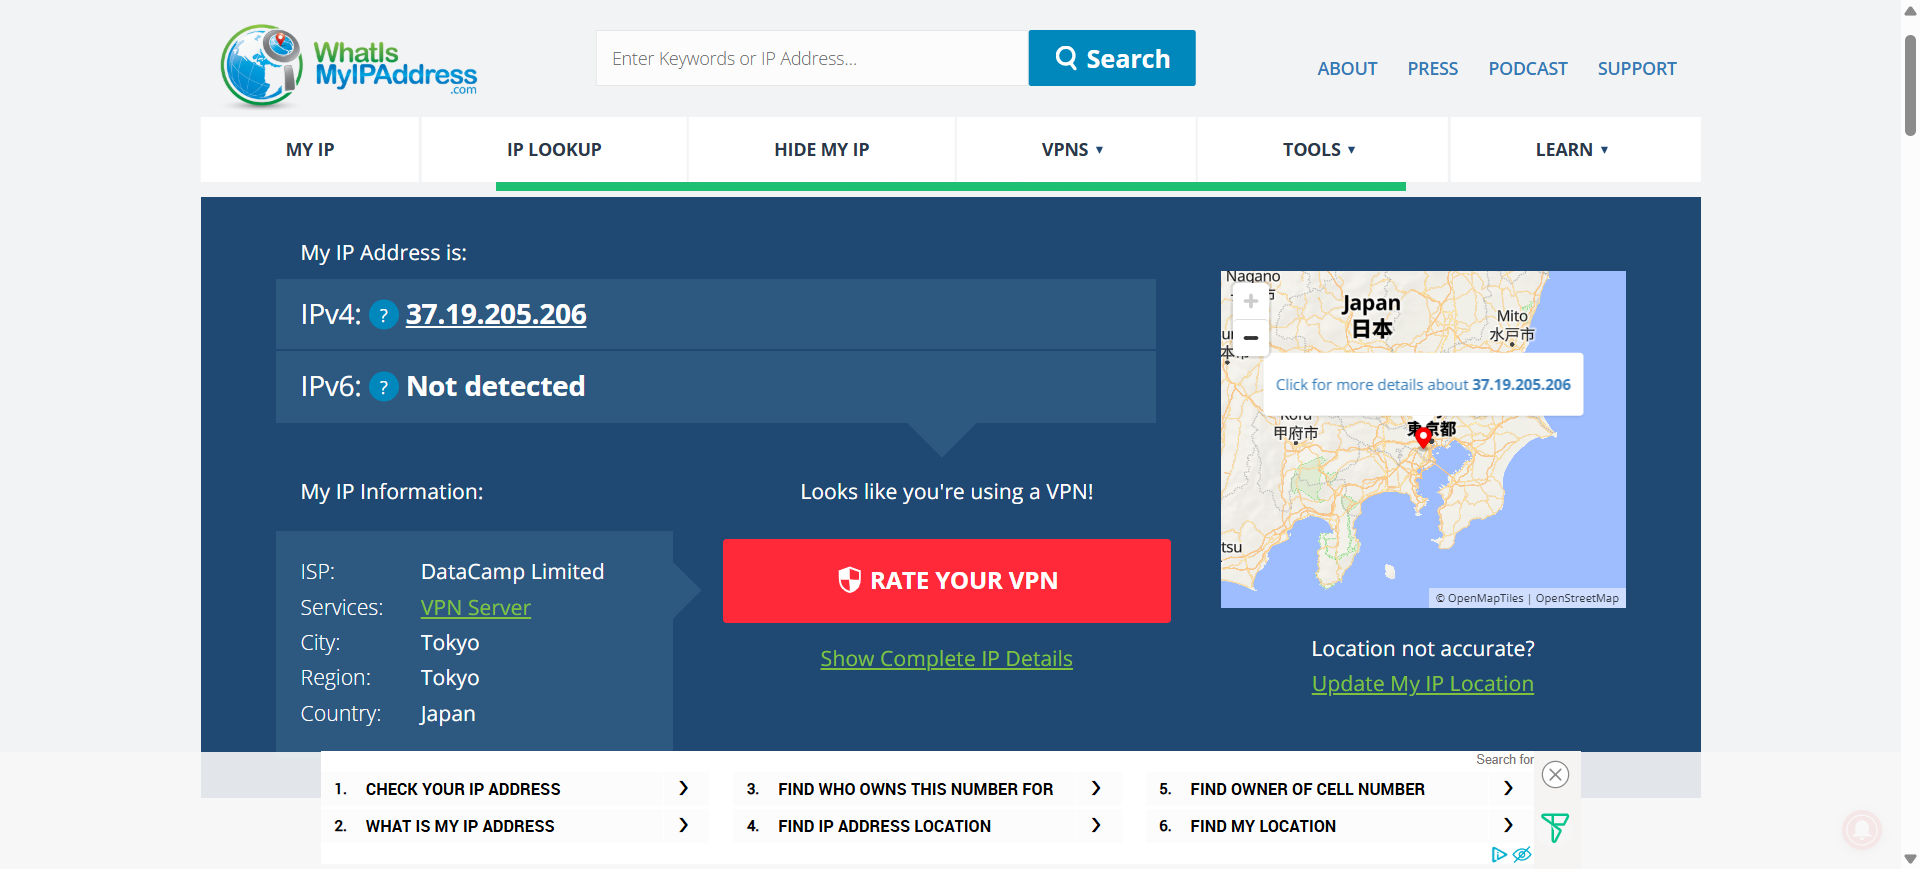 WhatIs
MyIPAddress
.com
Enter Keywords or IP Address...
Search
ABOUT
PRESS
PODCAST
SUPPORT
MY IP
IP LOOKUP
HIDE MY IP
VPNS ▾
TOOLS ▾
LEARN ▾
My IP Address is:
IPv4: ? 37.19.205.206
IPv6: ? Not detected
My IP Information:
ISP: DataCamp Limited
Services: VPN Server
City: Tokyo
Region: Tokyo
Country: Japan
Looks like you're using a VPN!
RATE YOUR VPN
Show Complete IP Details
Nagano
Japan
日本
Mito
水戸市
Click for more details about 37.19.205.206
甲府市
東京都
tsu
© OpenMapTiles | OpenStreetMap
Location not accurate?
Update My IP Location
Search for
1. CHECK YOUR IP ADDRESS
2. WHAT IS MY IP ADDRESS
3. FIND WHO OWNS THIS NUMBER FOR
4. FIND IP ADDRESS LOCATION
5. FIND OWNER OF CELL NUMBER
6. FIND MY LOCATION